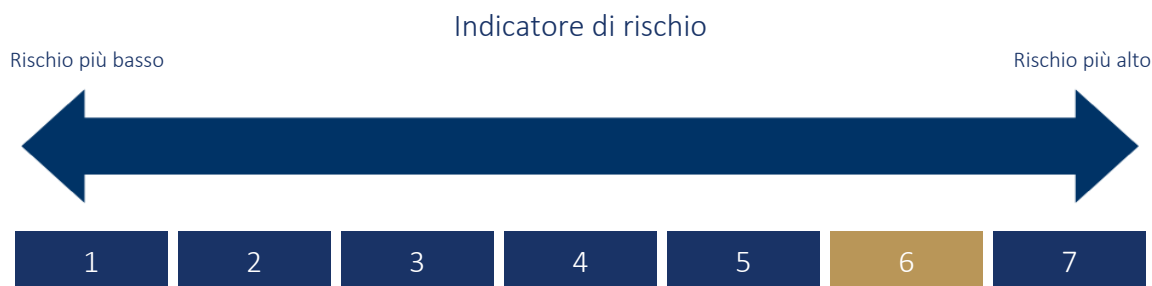 Indicatore di rischio
Rischio più basso Rischio più alto
1 2 3 4 5 6 7